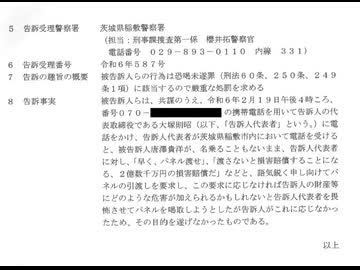 5 告訴受理警察署 茨城県稲敷警察署
(担当:刑事課捜査第一係 櫻井拓警察官
電話番号 029-893-0110 内線 331)
6 告訴受理番号 令和6年587号
7 告訴の趣旨の概要 被告訴人らの行為は恐喝未遂罪(刑法60条、250条、249
条1項)に該当するので厳重な処罰を求める
8 告訴事実 被告訴人らは、共謀のうえ、令和6年2月19日午後4時ころ、
番号070- の携帯電話を用いて告訴人の代
表取締役である大塚則昭(以下、「告訴人代表者」という。)に電
話をかけ、告訴人代表者が茨城県稲敷市内において電話を受ける
と、被告訴人唐澤貴洋が、名乗ることもないまま、告訴人代表者
に対し、「早く、パネル渡せ」、「渡さないと損害賠償することにな
る、2億数千万円の損害賠償だ」などと、語気鋭く申し向けてパ
ネルの引渡しを要求し、この要求に応じなければ告訴人の財産等
にどのような危害が加えられるかもしれないと告訴人代表者を畏
怖させてパネルを喝取しようとしたが告訴人がこれに応じなかっ
たため、その目的を遂げなかったものである。
以上